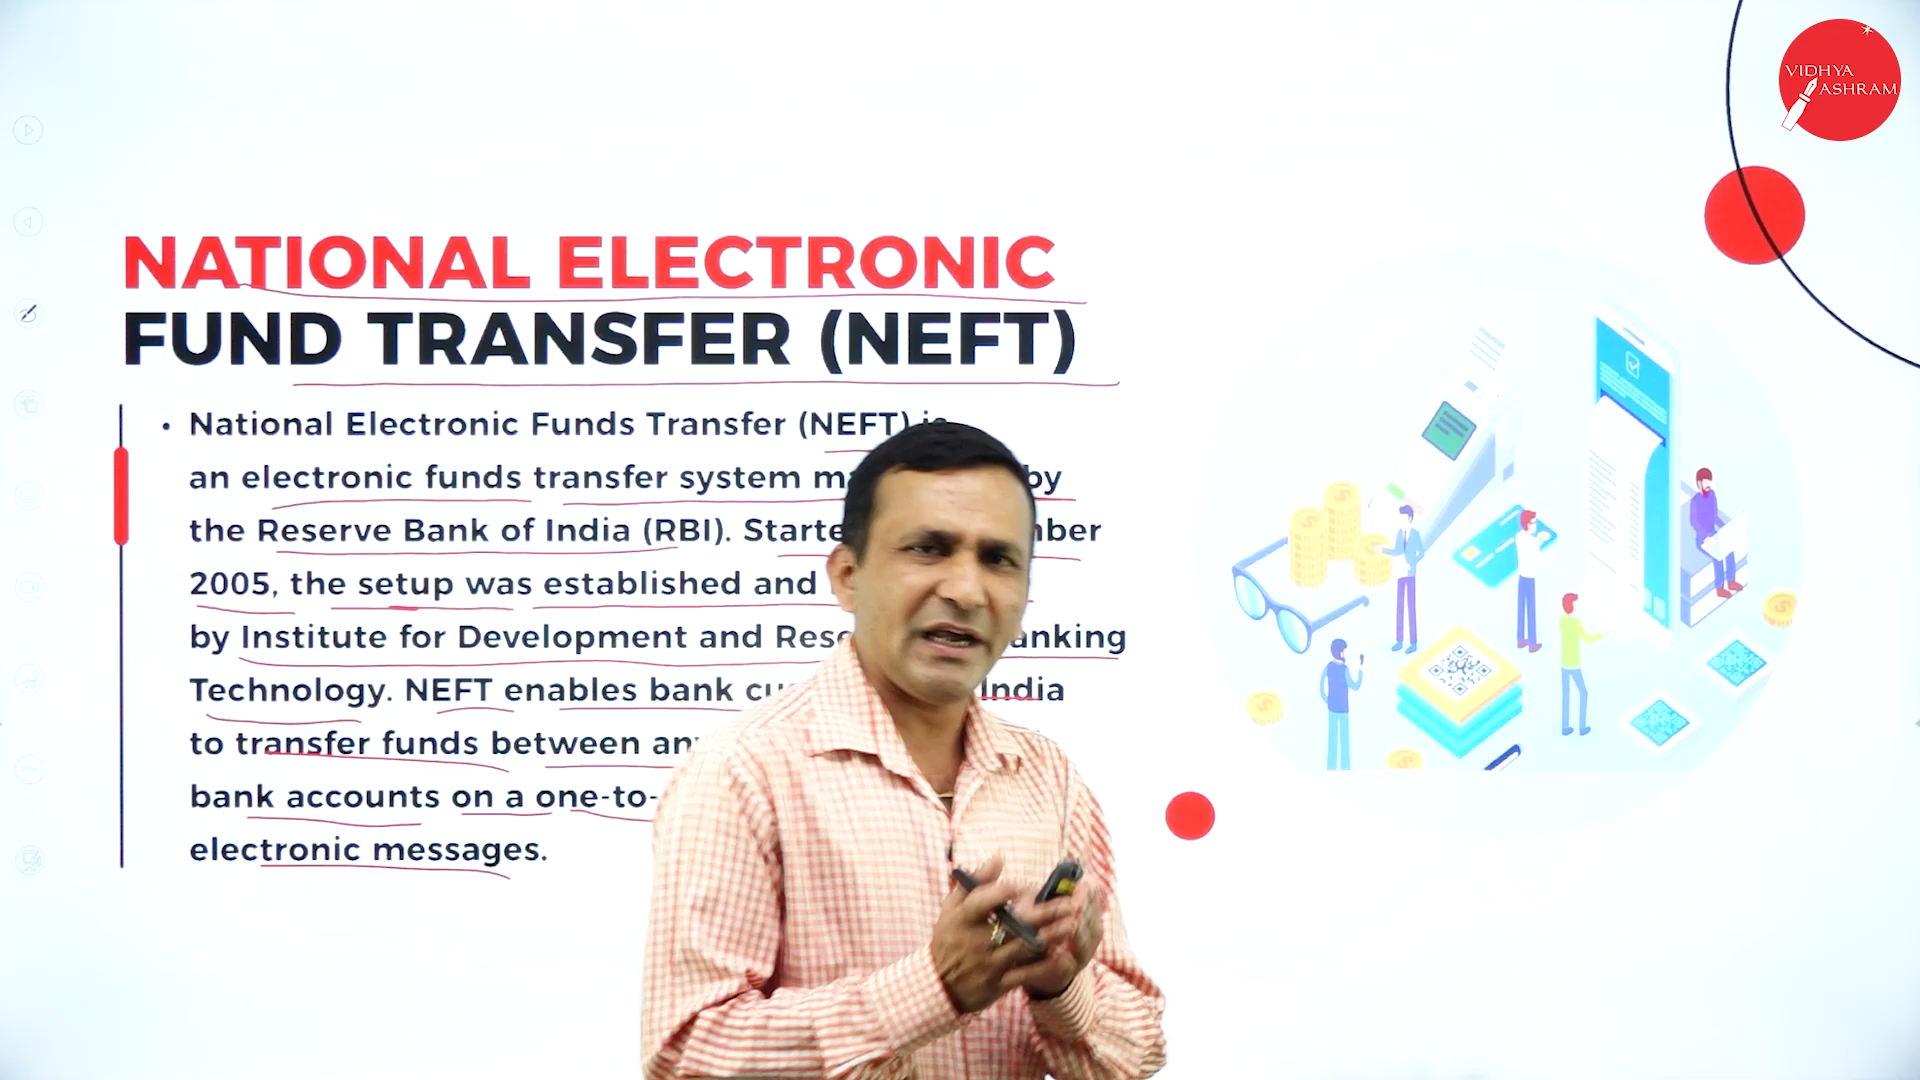 VIDHYA
ASHRAM
NATIONAL ELECTRONIC
FUND TRANSFER (NEFT)
• National Electronic Funds Transfer (NEFT) is
an electronic funds transfer system by
the Reserve Bank of India (RBI).
2005, the setup was established and
by Institute for Development and
Technology. NEFT enables bank India
to transfer funds between
bank accounts on a one-to-
electronic messages.